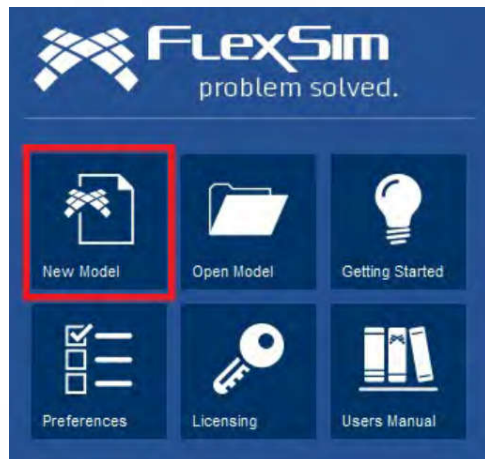 FlexSim
problem solved.
New Model
Open Model
Getting Started
Preferences
Licensing
Users Manual